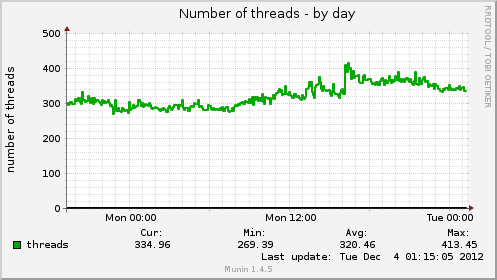 Number of threads - by day
RRDTOOL / TOBI OETIKER
number of threads
500
400
300
200
100
0
Mon 00:00 Mon 12:00 Tue 00:00
Cur: Min: Avg: Max:
threads 334.96 269.39 320.46 413.45
Last update: Tue Dec 4 01:15:05 2012
Munin 1.4.5